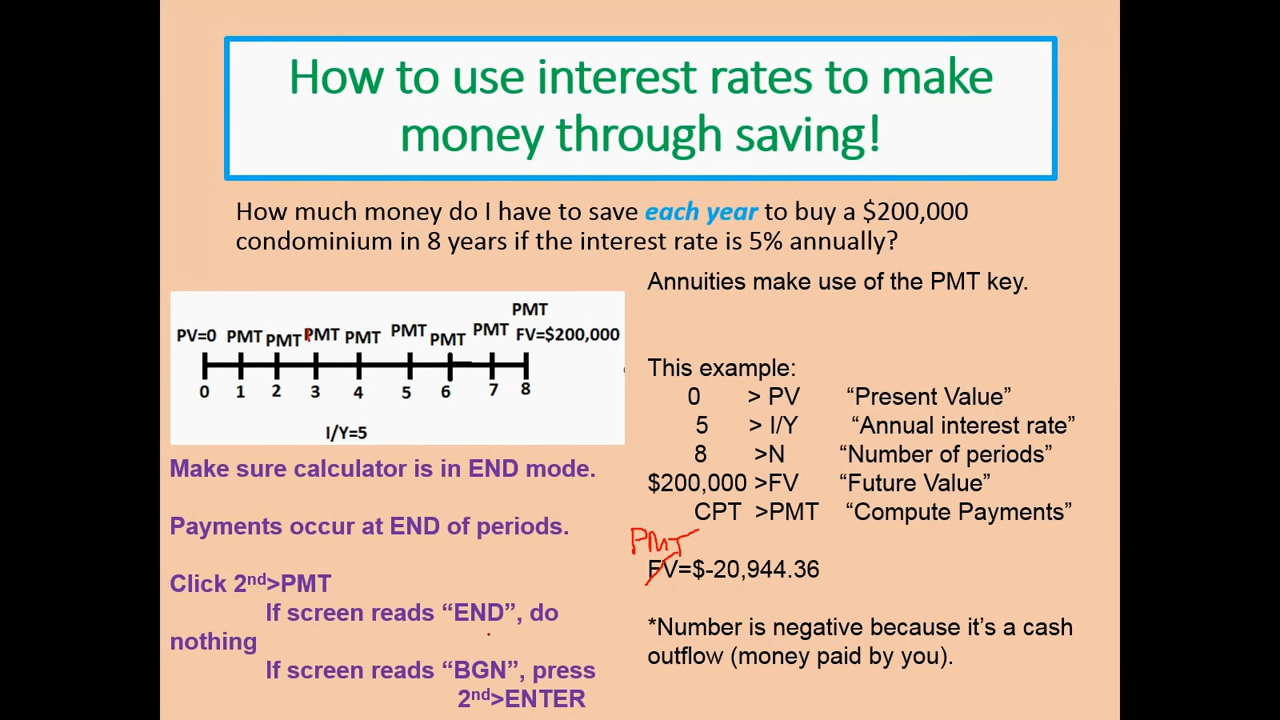 How to use interest rates to make
money through saving!
How much money do I have to save each year to buy a $200,000
condominium in 8 years if the interest rate is 5% annually?
PMT
PV=0 PMT PMT PMT PMT PMT PMT PMT FV=$200,000
0 1 2 3 4 5 6 7 8
I/Y=5
Make sure calculator is in END mode.
Payments occur at END of periods.
Click 2nd>PMT
If screen reads “END”, do
nothing
If screen reads “BGN”, press
2nd>ENTER
Annuities make use of the PMT key.
This example:
0 > PV “Present Value”
5 > I/Y “Annual interest rate”
8 >N “Number of periods”
$200,000 >FV “Future Value”
CPT >PMT “Compute Payments”
PMT
FV=$-20,944.36
*Number is negative because it’s a cash
outflow (money paid by you).